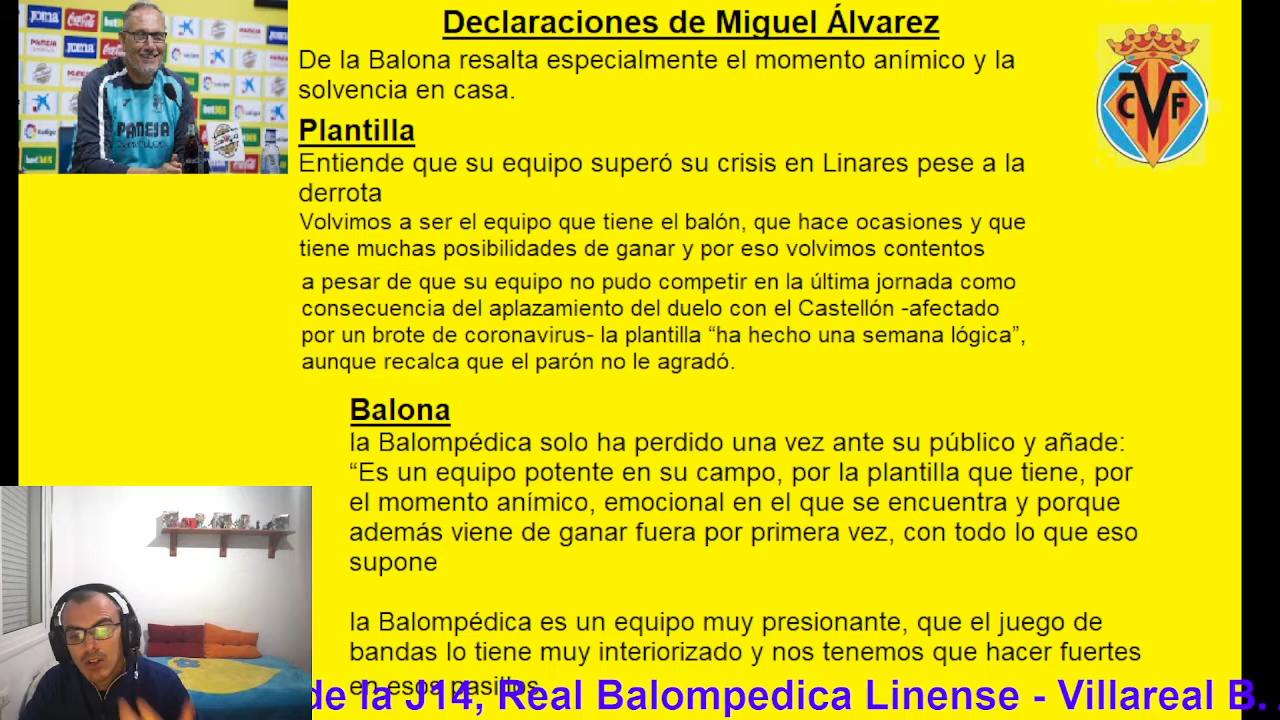 Declaraciones de Miguel Álvarez
De la Balona resalta especialmente el momento anímico y la
solvencia en casa.
Plantilla
Entiende que su equipo superó su crisis en Linares pese a la
derrota
Volvimos a ser el equipo que tiene el balón, que hace ocasiones y que
tiene muchas posibilidades de ganar y por eso volvimos contentos
a pesar de que su equipo no pudo competir en la última jornada como
consecuencia del aplazamiento del duelo con el Castellón -afectado
por un brote de coronavirus- la plantilla “ha hecho una semana lógica”,
aunque recalca que el parón no le agradó.
Balona
la Balompédica solo ha perdido una vez ante su público y añade:
“Es un equipo potente en su campo, por la plantilla que tiene, por
el momento anímico, emocional en el que se encuentra y porque
además viene de ganar fuera por primera vez, con todo lo que eso
supone
la Balompédica es un equipo muy presionante, que el juego de
bandas lo tiene muy interiorizado y nos tenemos que hacer fuertes
en esos pasillos
de la J14, Real Balompedica Linense - Villareal B.
CVF
Joma
PAMESA
bet365
LaLiga